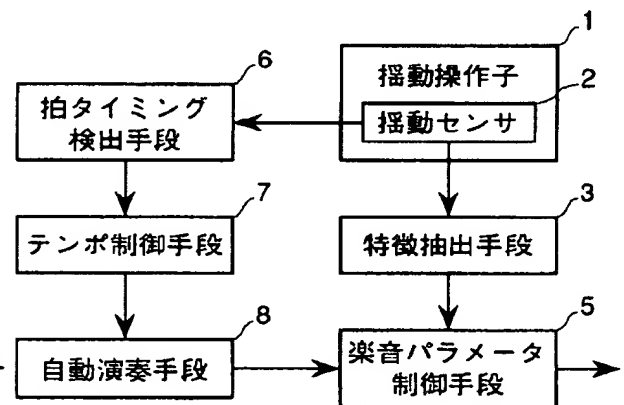 1
揺動操作子
2
揺動センサ
6
拍タイミング
検出手段
7
テンポ制御手段
3
特徴抽出手段
8
自動演奏手段
5
楽音パラメータ
制御手段